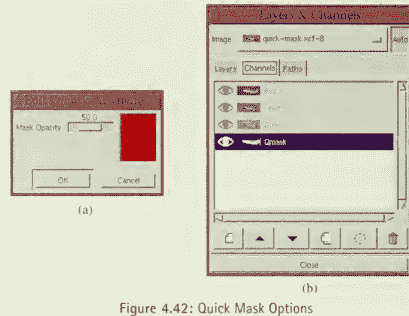 Layers & Channels
Image quick-mask.xcf-8 Auto
Layers Channels Paths
Qmask
Mask Opacity 50.0
OK Cancel
(a)
Close
(b)
Figure 4.42: Quick Mask Options